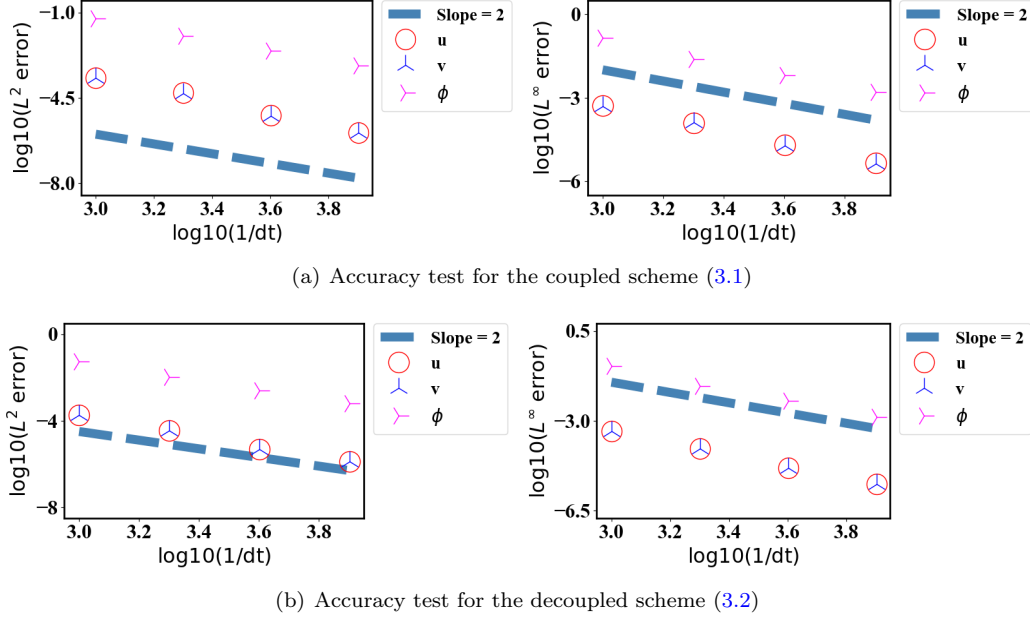 −1.0
−4.5
−8.0
log10(L² error)
3.0 3.2 3.4 3.6 3.8
log10(1/dt)
Slope = 2
u
v
ϕ
0
−3
−6
log10(L∞ error)
3.0 3.2 3.4 3.6 3.8
log10(1/dt)
Slope = 2
u
v
ϕ
(a) Accuracy test for the coupled scheme (3.1)
0
−4
−8
log10(L² error)
3.0 3.2 3.4 3.6 3.8
log10(1/dt)
Slope = 2
u
v
ϕ
0.5
−3.0
−6.5
log10(L∞ error)
3.0 3.2 3.4 3.6 3.8
log10(1/dt)
Slope = 2
u
v
ϕ
(b) Accuracy test for the decoupled scheme (3.2)